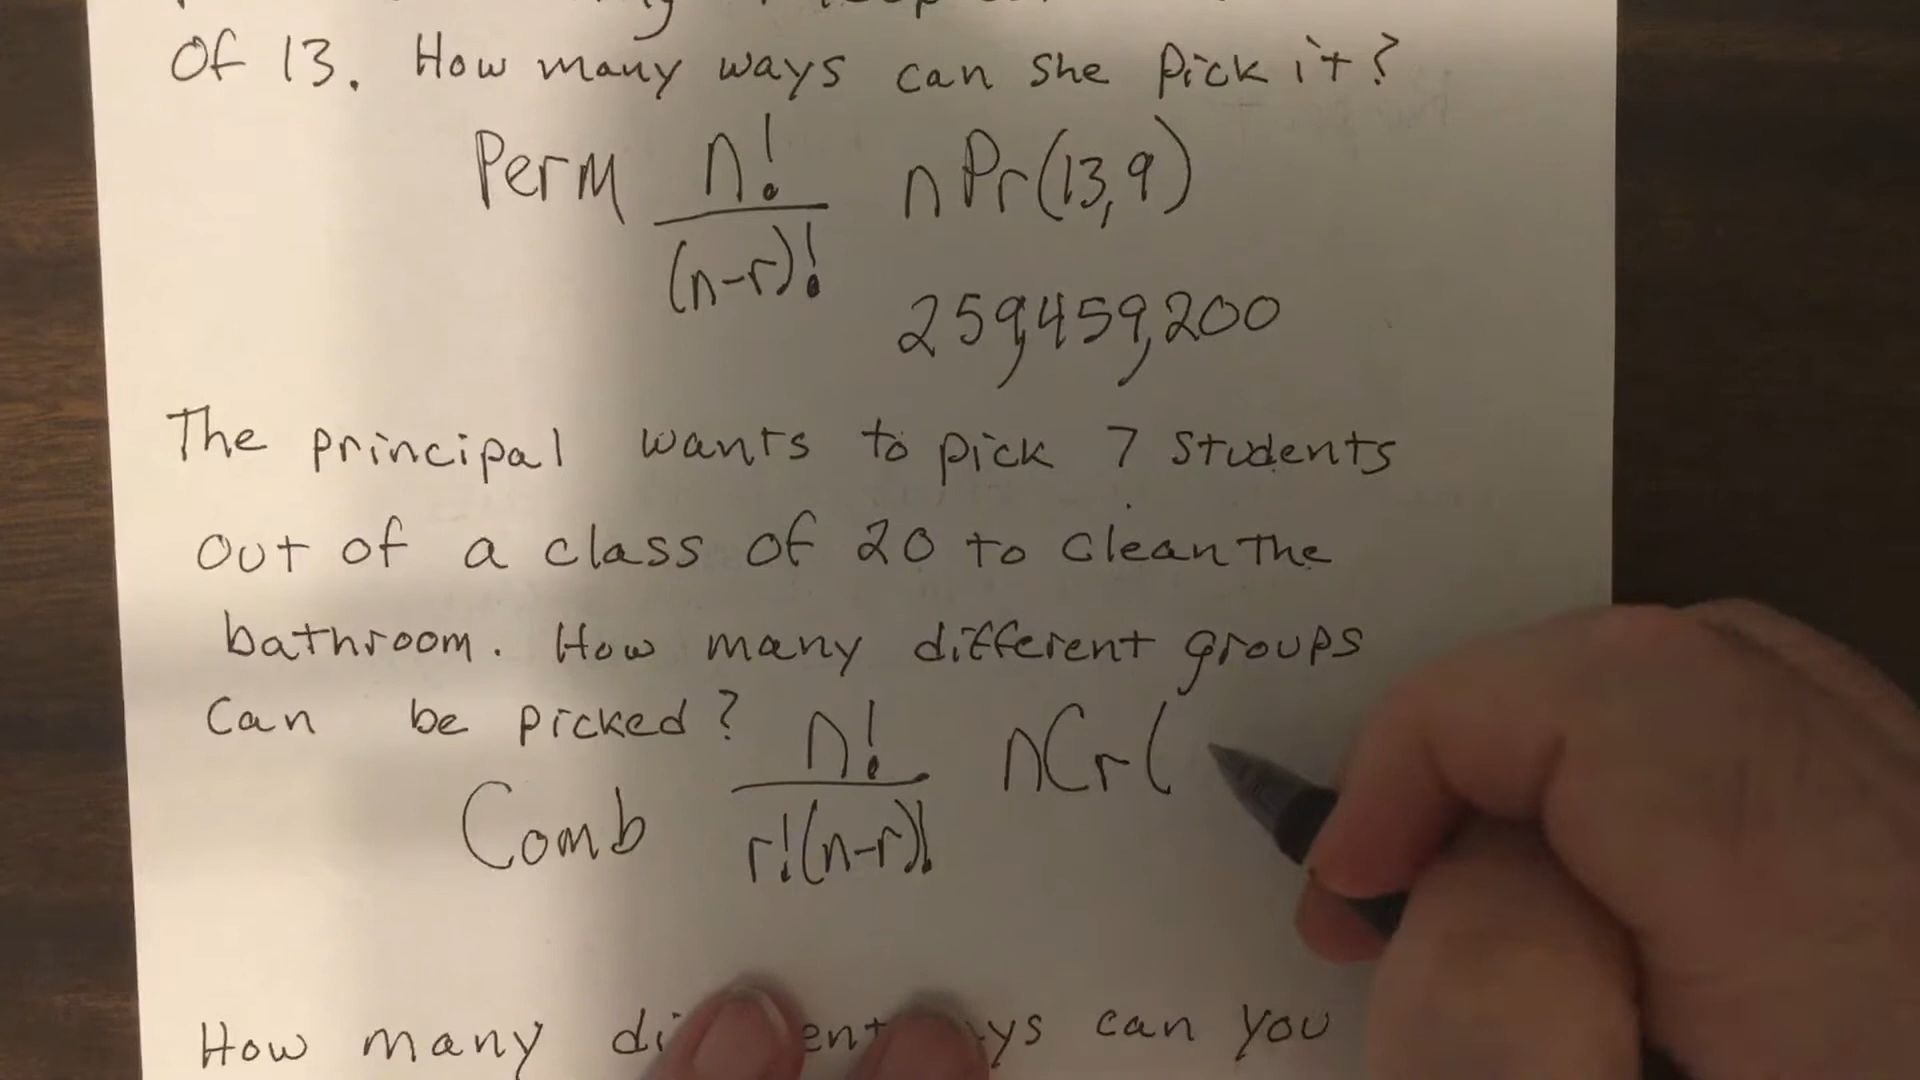 Of 13. How many ways can she pick it?
Perm n! / (n-r)! nPr(13,9)
259,459,200
The principal wants to pick 7 students
out of a class of 20 to clean the
bathroom. How many different groups
can be picked?
Comb n! / r!(n-r)! nCr(
How many can you